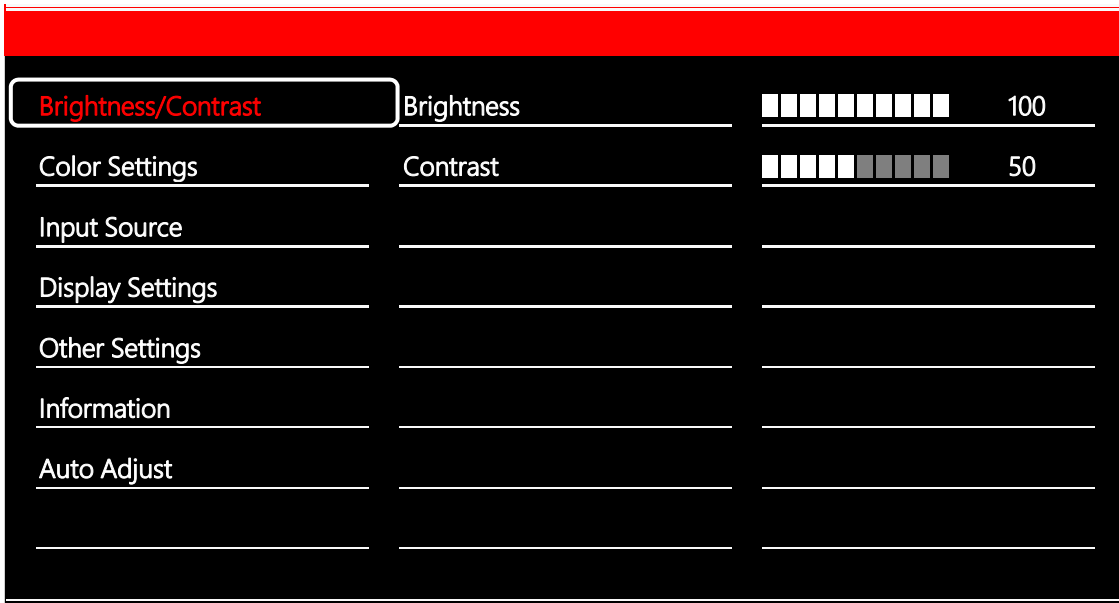 Brightness/Contrast Brightness 100
Color Settings Contrast 50
Input Source
Display Settings
Other Settings
Information
Auto Adjust